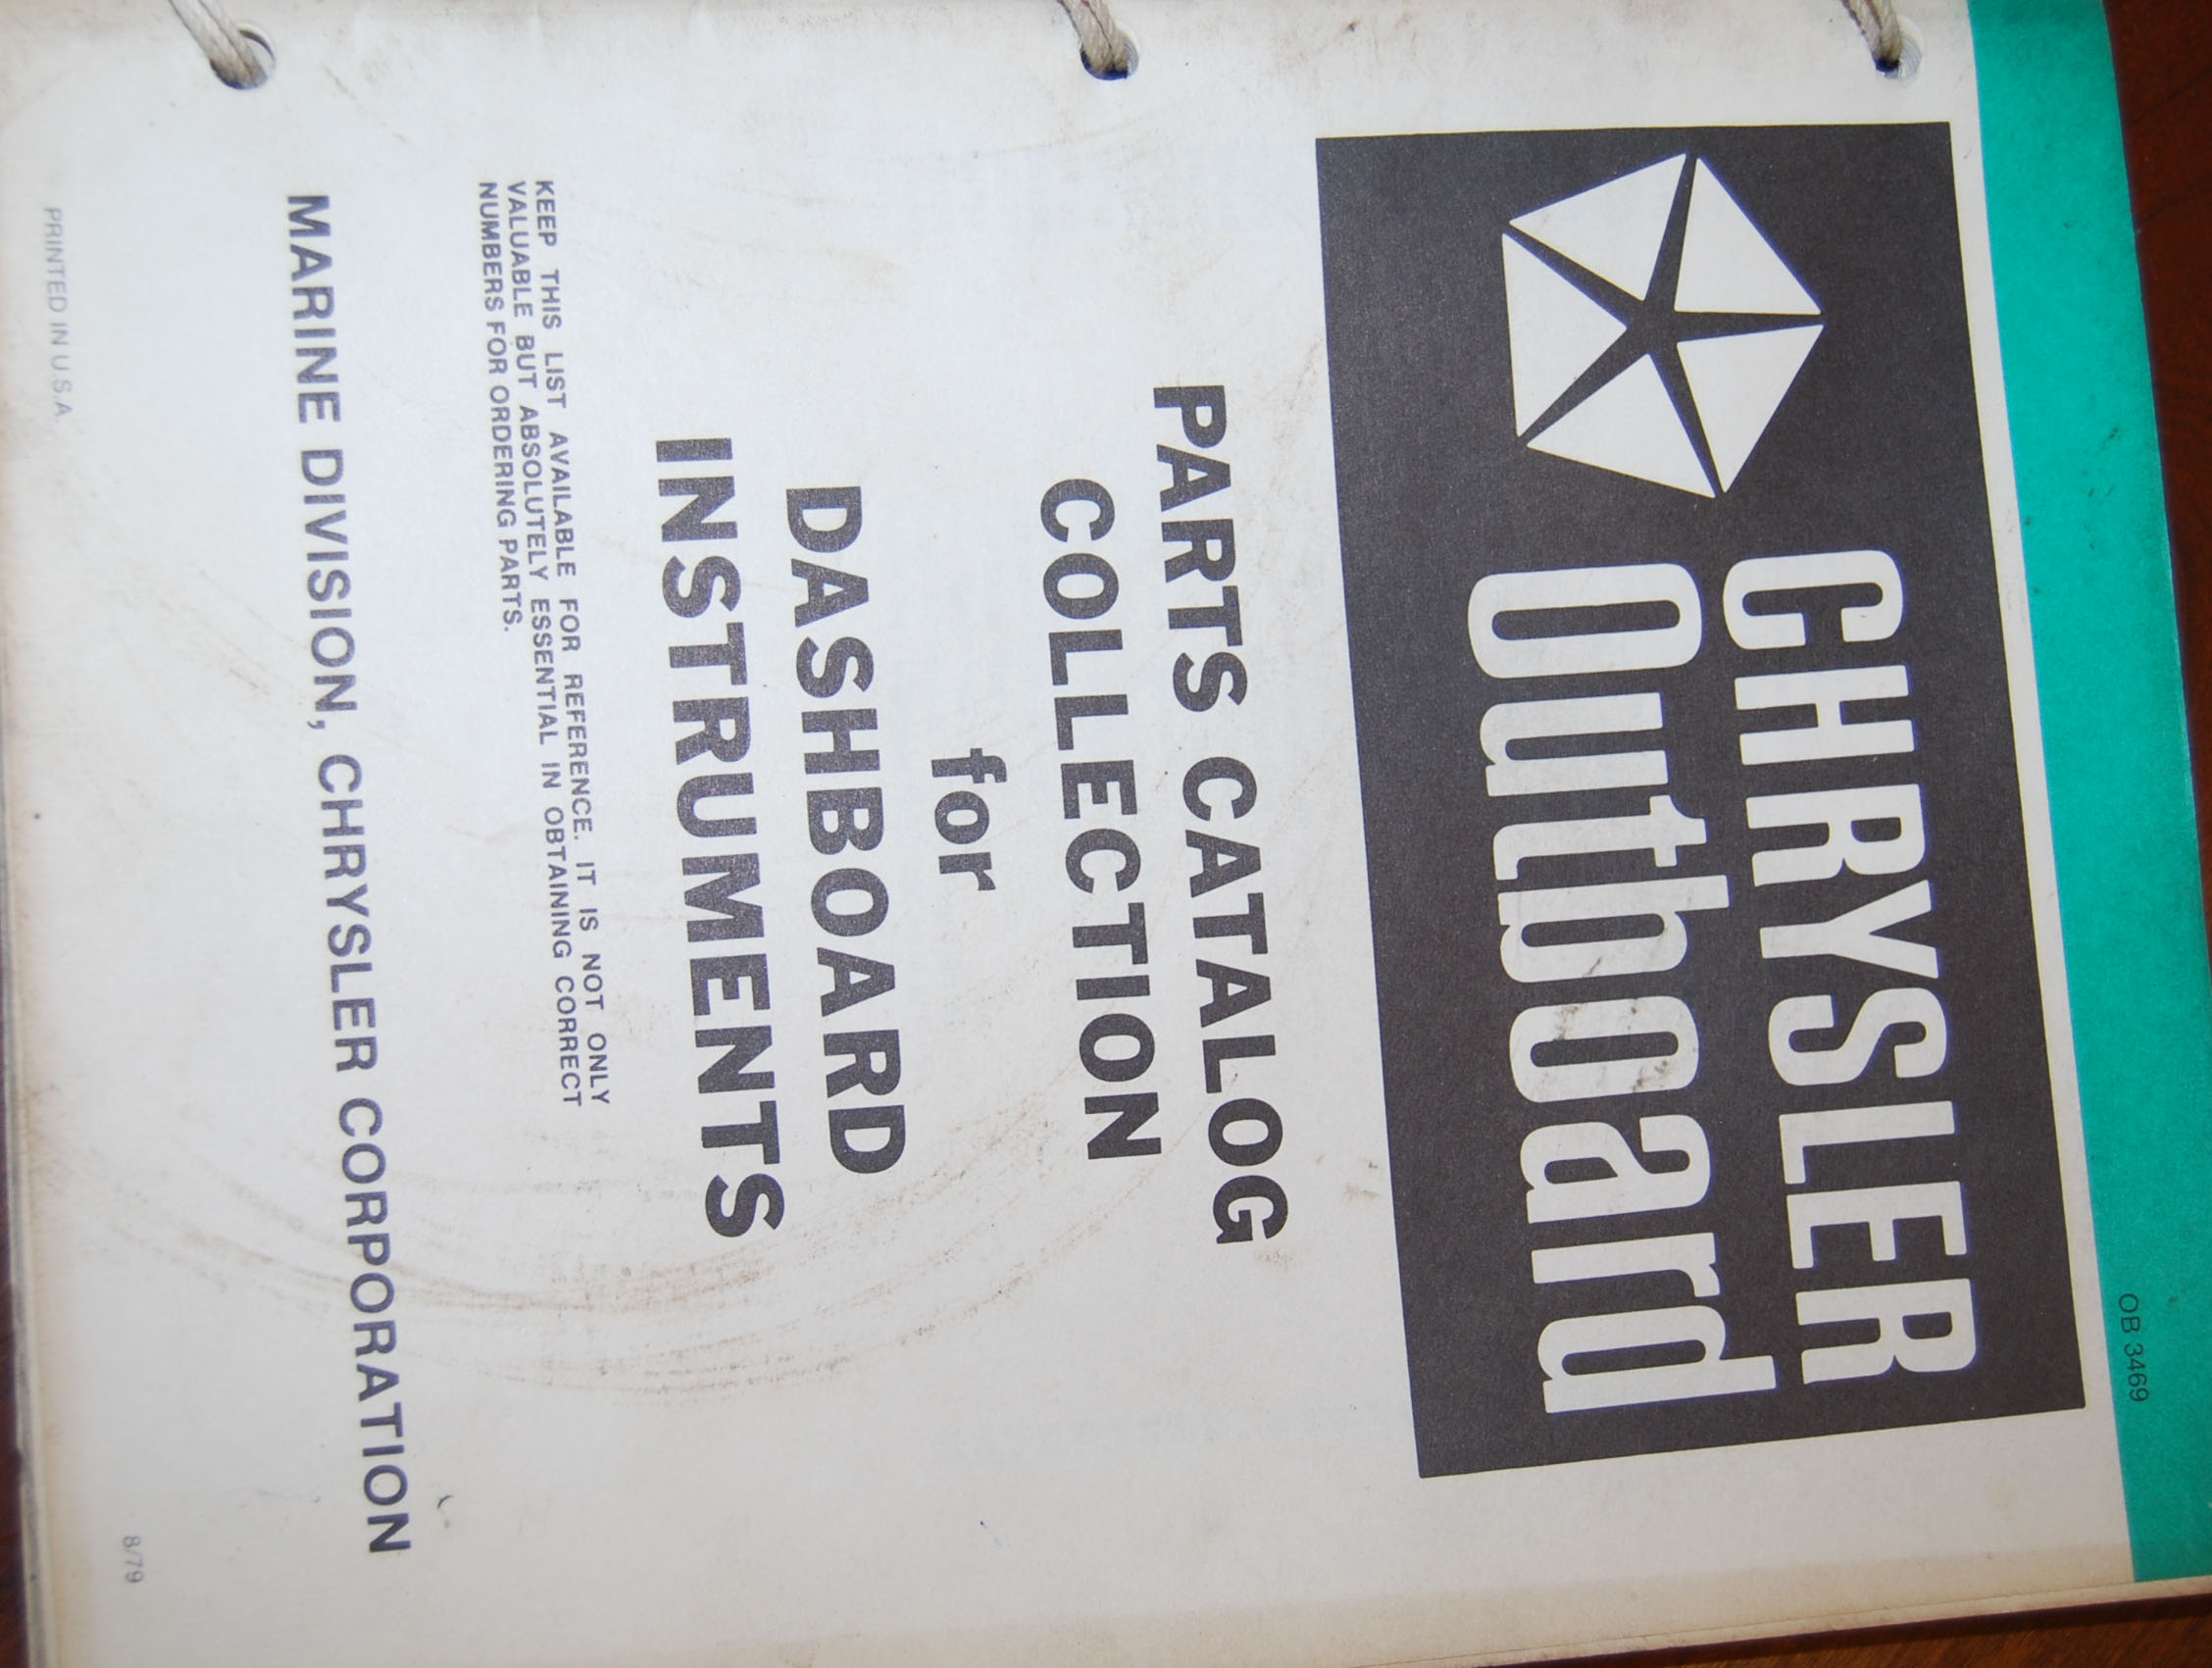 OB 3469
CHRYSLER
Outboard
PARTS CATALOG
COLLECTION
for
DASHBOARD
INSTRUMENTS
KEEP THIS LIST AVAILABLE FOR REFERENCE. IT IS NOT ONLY
VALUABLE BUT ABSOLUTELY ESSENTIAL IN OBTAINING CORRECT
NUMBERS FOR ORDERING PARTS.
MARINE DIVISION, CHRYSLER CORPORATION
PRINTED IN U.S.A.
8/79